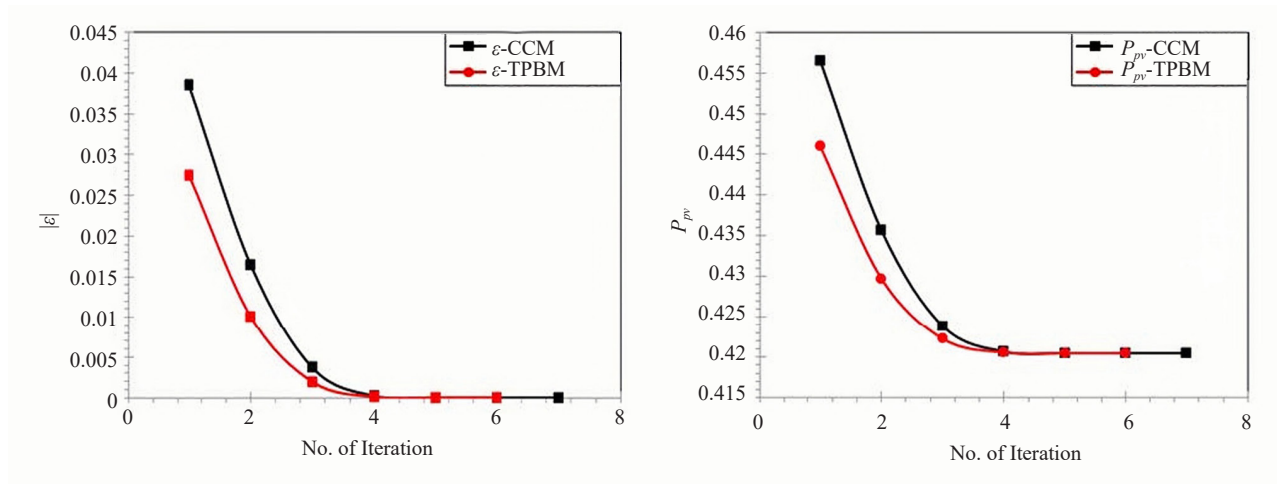 0.045
0.04
0.035
0.03
0.025
0.02
0.015
0.01
0.005
0
|ε|
ε-CCM
ε-TPBM
0 2 4 6 8
No. of Iteration
0.46
0.455
0.45
0.445
0.44
0.435
0.43
0.425
0.42
0.415
P_pv
P_pv-CCM
P_pv-TPBM
0 2 4 6 8
No. of Iteration